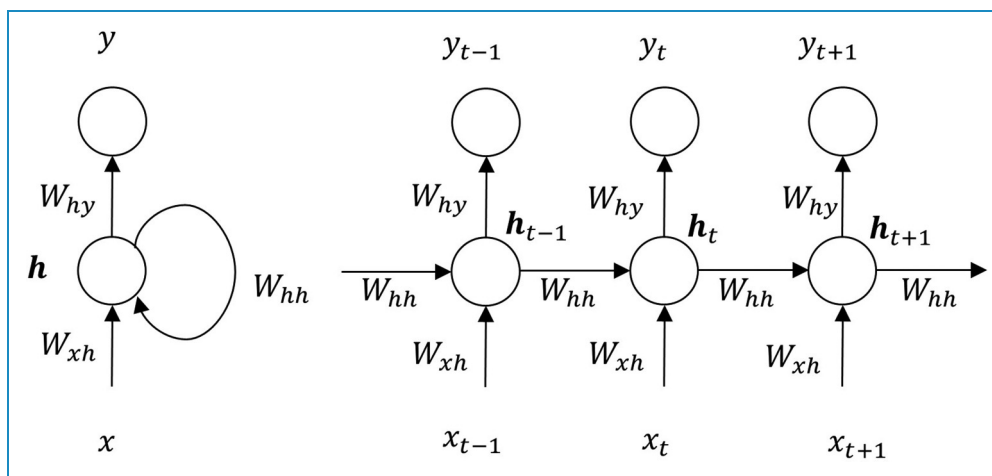 y
W_{hy}
h
W_{hh}
W_{xh}
x
y_{t-1} y_t y_{t+1}
W_{hy} W_{hy} W_{hy}
h_{t-1} h_t h_{t+1}
W_{hh} W_{hh} W_{hh} W_{hh}
W_{xh} W_{xh} W_{xh}
x_{t-1} x_t x_{t+1}